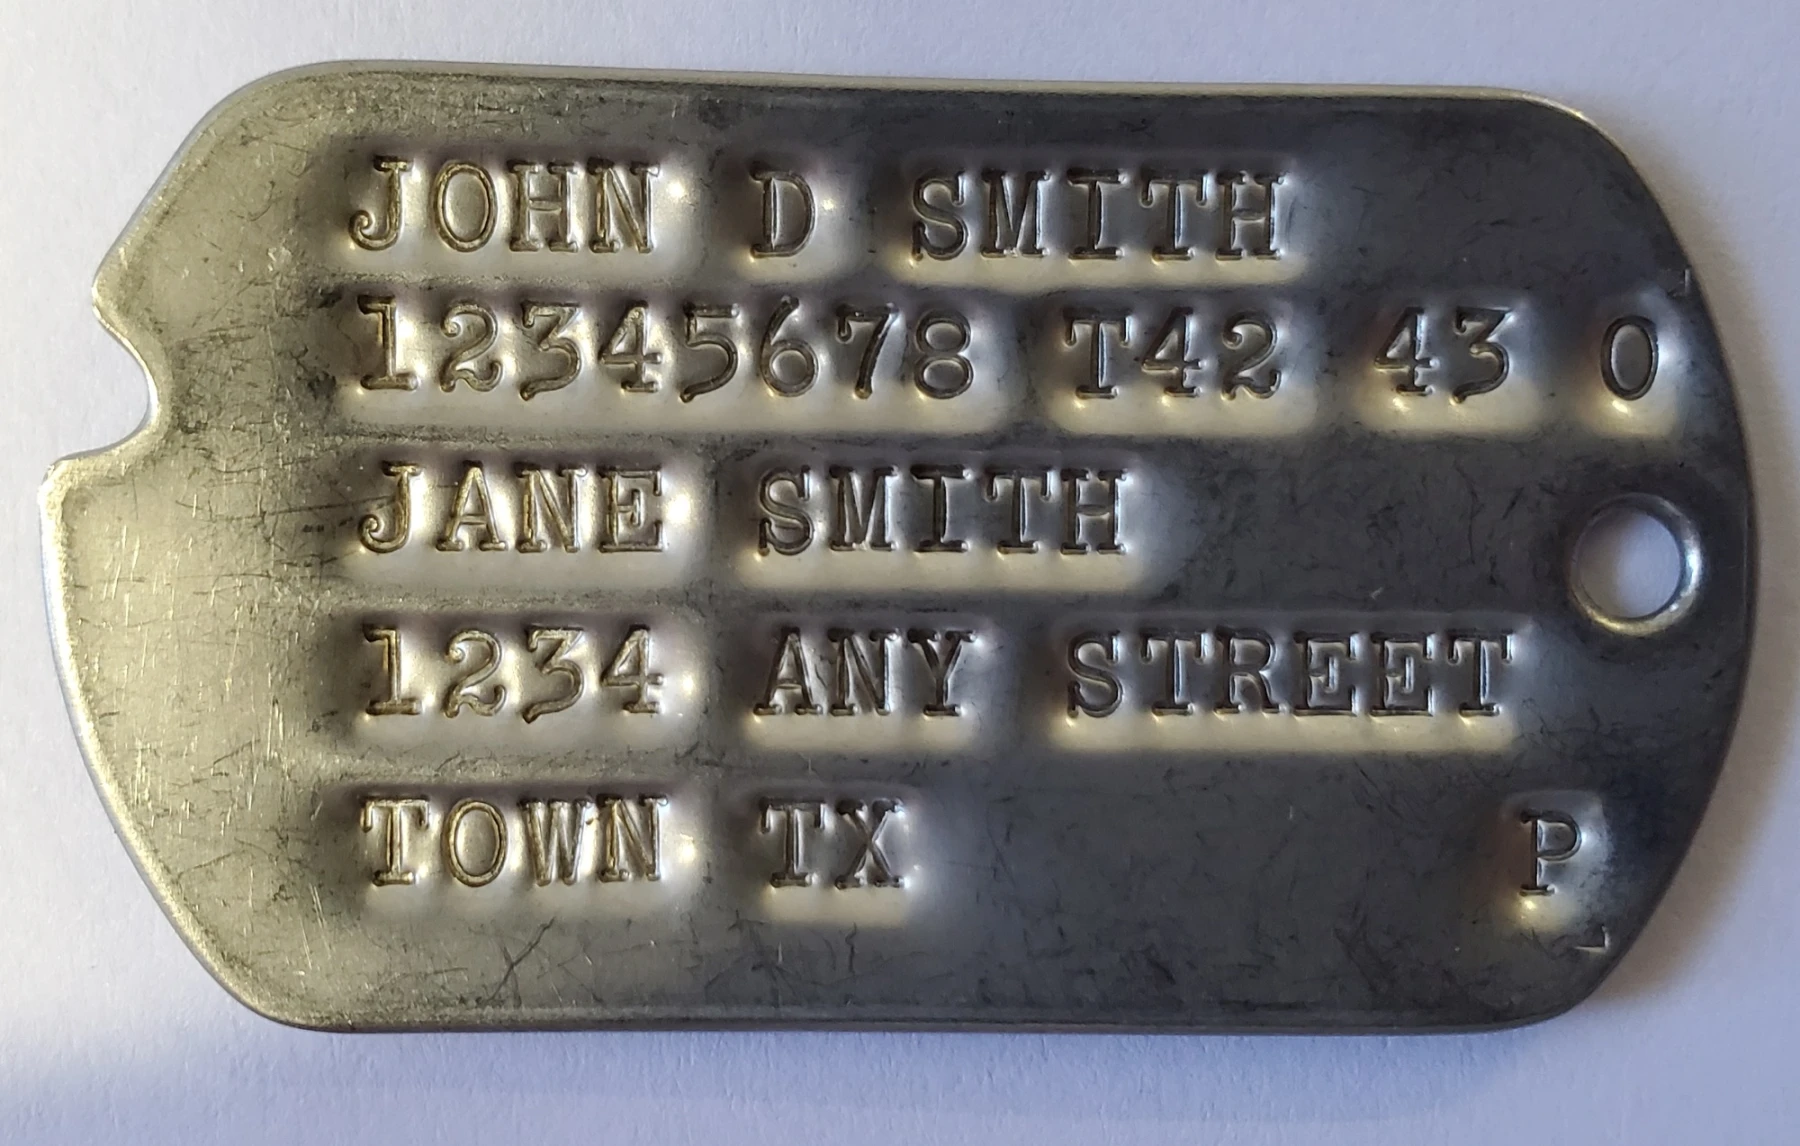 JOHN D SMITH
12345678 T42 43 O
JANE SMITH
1234 ANY STREET
TOWN TX P